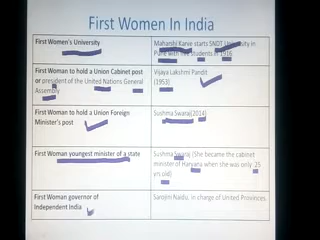 First Women In India
First Women's University
Maharshi Karve starts SNDT University in
Pune with five students in 1916
First Woman to hold a Union Cabinet post
or president of the United Nations General
Assembly
Vijaya Lakshmi Pandit
(1953)
First Woman to hold a Union Foreign
Minister's post
Sushma Swaraj(2014)
First Woman youngest minister of a state
Sushma Swaraj (She became the cabinet
minister of Haryana when she was only 25
yrs old)
First Woman governor of
Independent India
Sarojini Naidu, in charge of United Provinces.